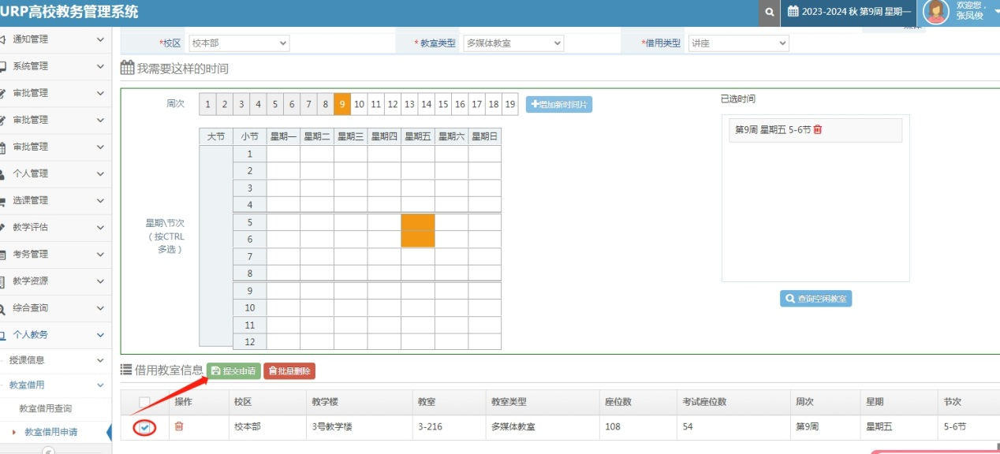 URP高校教务管理系统
2023-2024 秋 第9周 星期一
欢迎您，
张凤俊
通知管理
系统管理
审批管理
审批管理
审批管理
个人管理
选课管理
教学评估
考务管理
教学资源
综合查询
个人教务
授课信息
教室借用
教室借用查询
教室借用申请
*校区 校本部 *教室类型 多媒体教室 *借用类型 讲座
我需要这样的时间
周次 1 2 3 4 5 6 7 8 9 10 11 12 13 14 15 16 17 18 19 增加新时间片
大节 小节 星期一 星期二 星期三 星期四 星期五 星期六 星期日
1
2
3
4
5
6
7
8
9
10
11
12
星期\节次
（按CTRL
多选）
已选时间
第9周 星期五 5-6节
查询空闲教室
借用教室信息 提交申请 批量删除
操作 校区 教学楼 教室 教室类型 座位数 考试座位数 周次 星期 节次
校本部 3号教学楼 3-216 多媒体教室 108 54 第9周 星期五 5-6节